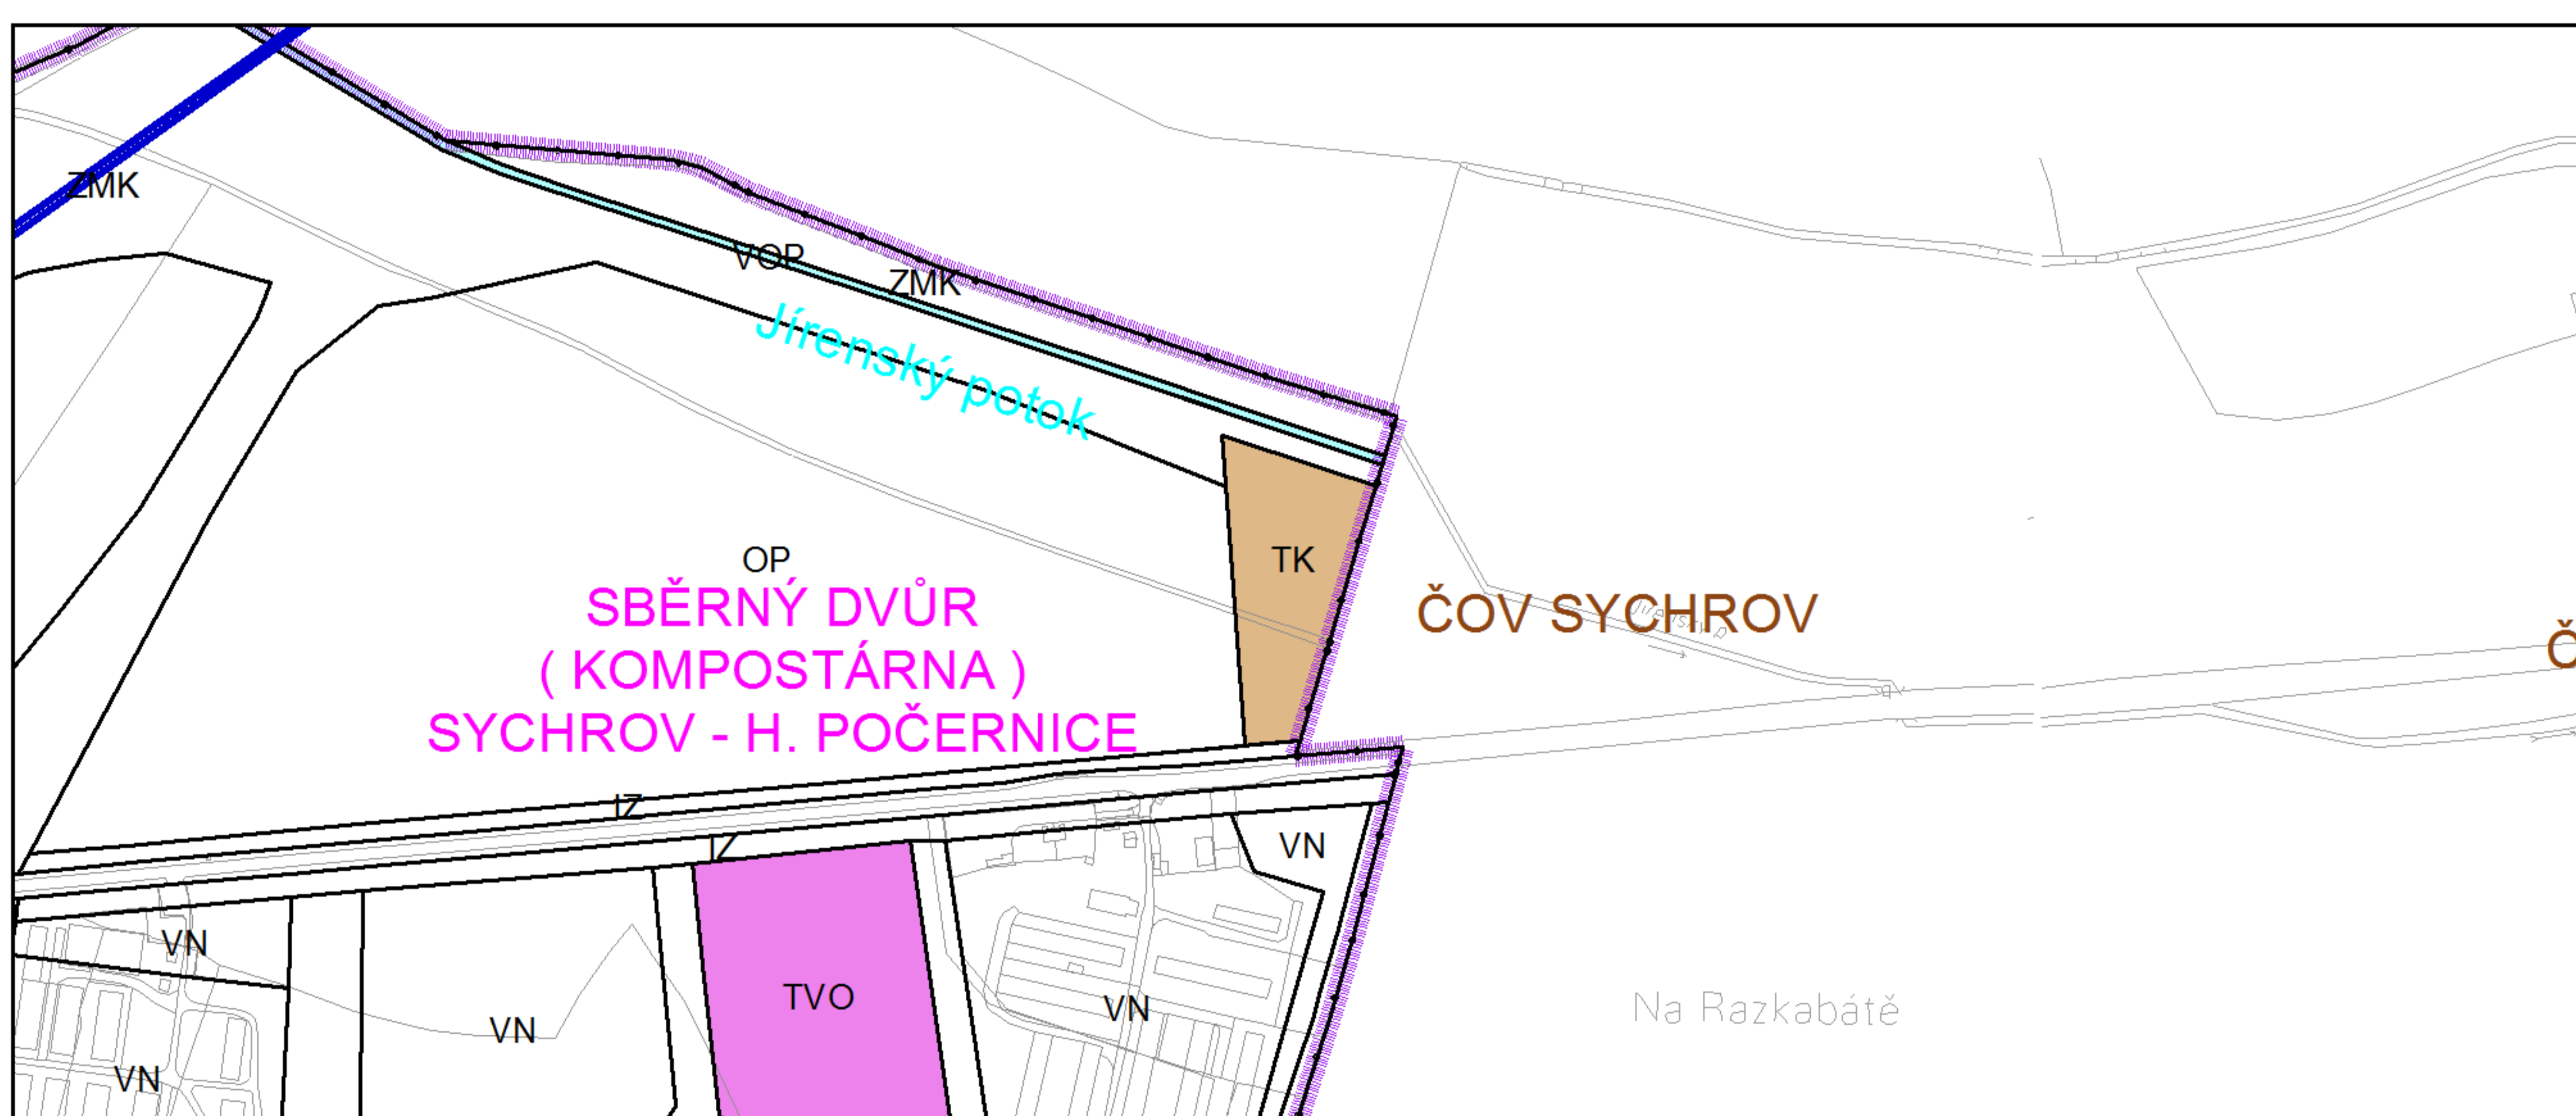 ZMK
VOP
ZMK
Jírenský potok
OP
TK
SBĚRNÝ DVŮR
( KOMPOSTÁRNA )
SYCHROV - H. POČERNICE
ČOV SYCHROV
Č
IZ
IZ
VN
VN
TVO
VN
VN
VN
Na Razkabátě